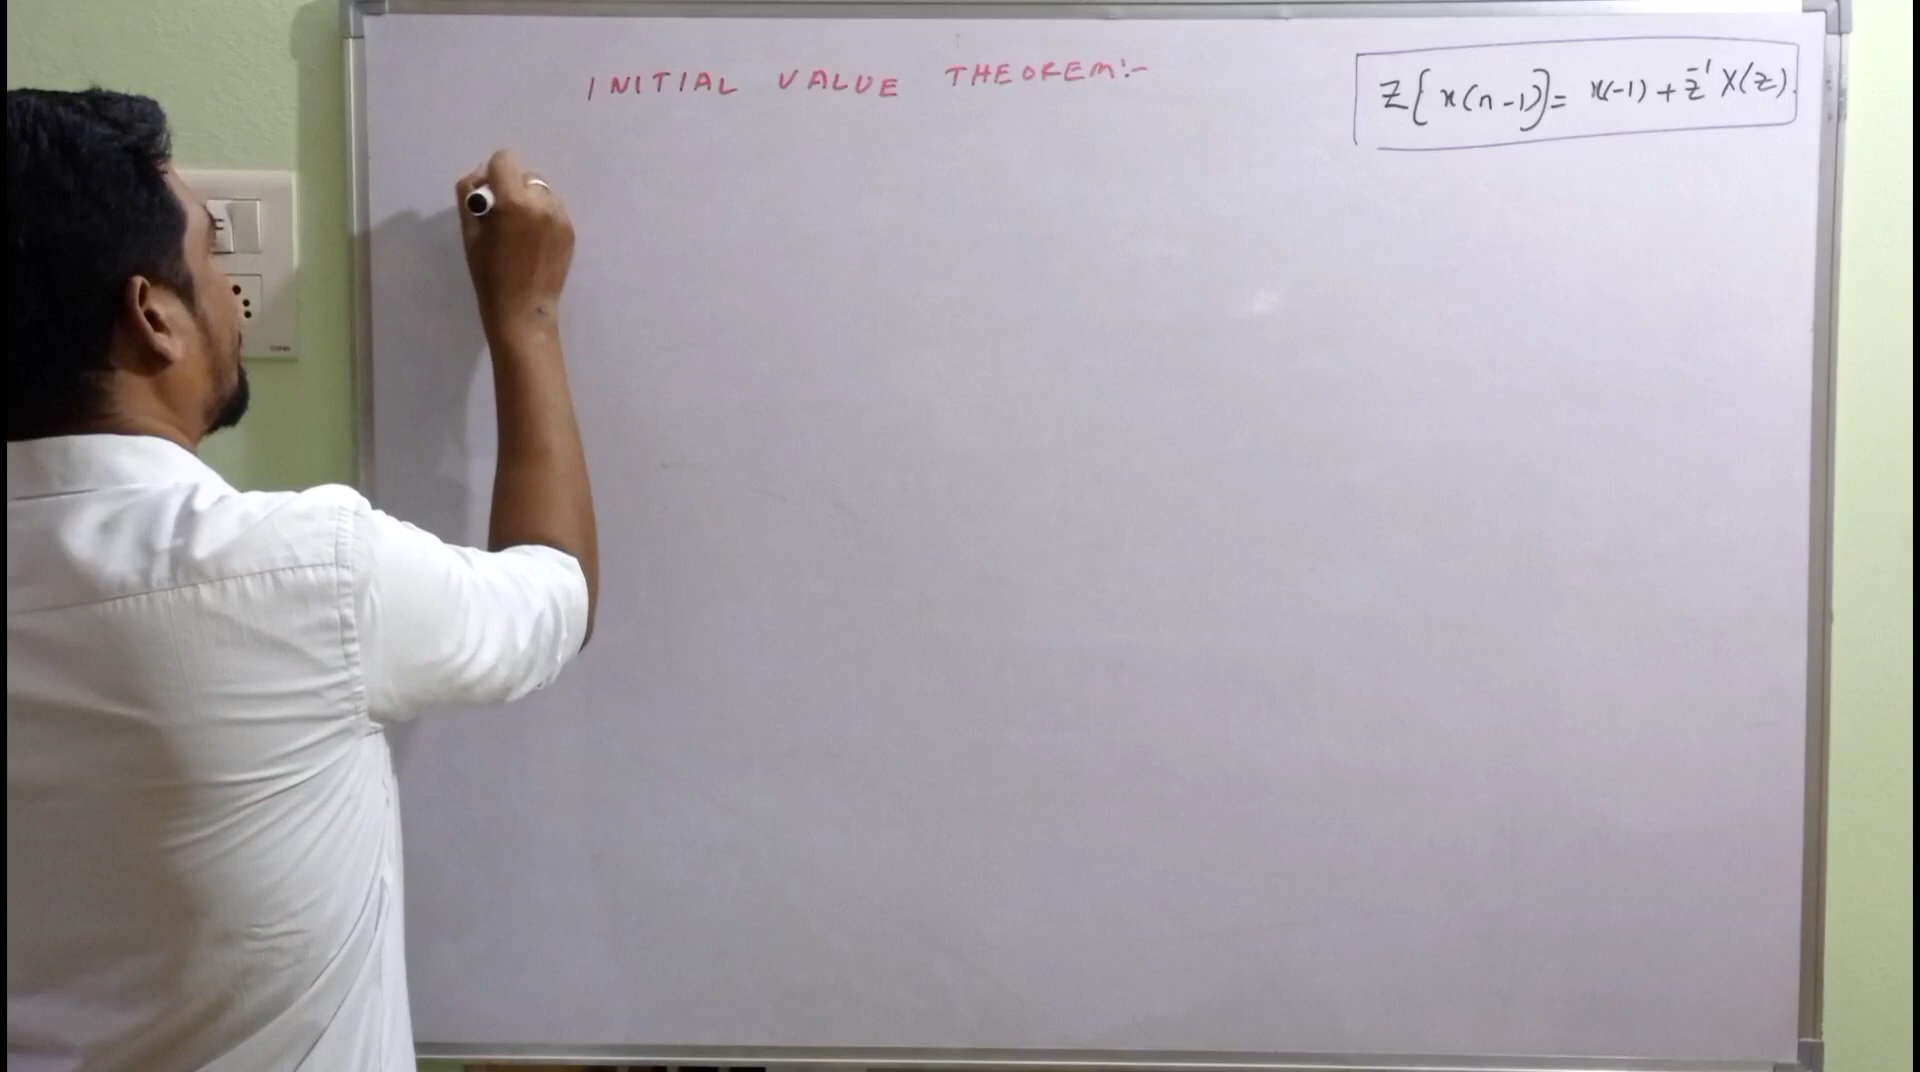 INITIAL VALUE THEOREM:-
Z{x(n-1)} = x(-1) + z⁻¹ X(z).